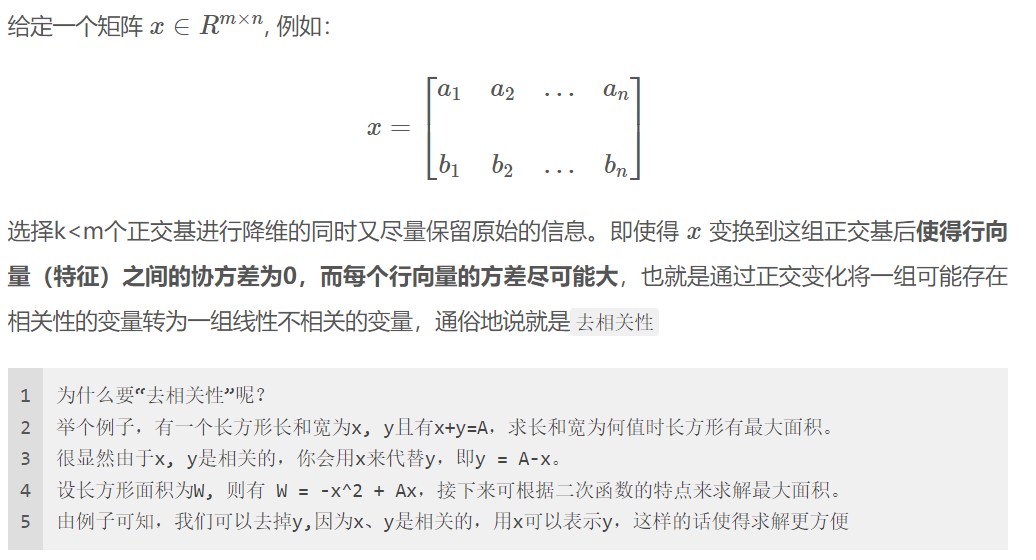 给定一个矩阵 x ∈ R^{m×n}, 例如：
x = [a_1 a_2 … a_n
b_1 b_2 … b_n]
选择k<m个正交基进行降维的同时又尽量保留原始的信息。即使得 x 变换到这组正交基后使得行向
量（特征）之间的协方差为0，而每个行向量的方差尽可能大，也就是通过正交变化将一组可能存在
相关性的变量转为一组线性不相关的变量，通俗地说就是 去相关性
1 为什么要“去相关性”呢？
2 举个例子，有一个长方形长和宽为x, y且有x+y=A，求长和宽为何值时长方形有最大面积。
3 很显然由于x, y是相关的，你会用x来代替y，即y = A-x。
4 设长方形面积为W, 则有 W = -x^2 + Ax，接下来可根据二次函数的特点来求解最大面积。
5 由例子可知，我们可以去掉y,因为x、y是相关的，用x可以表示y，这样的话使得求解更方便